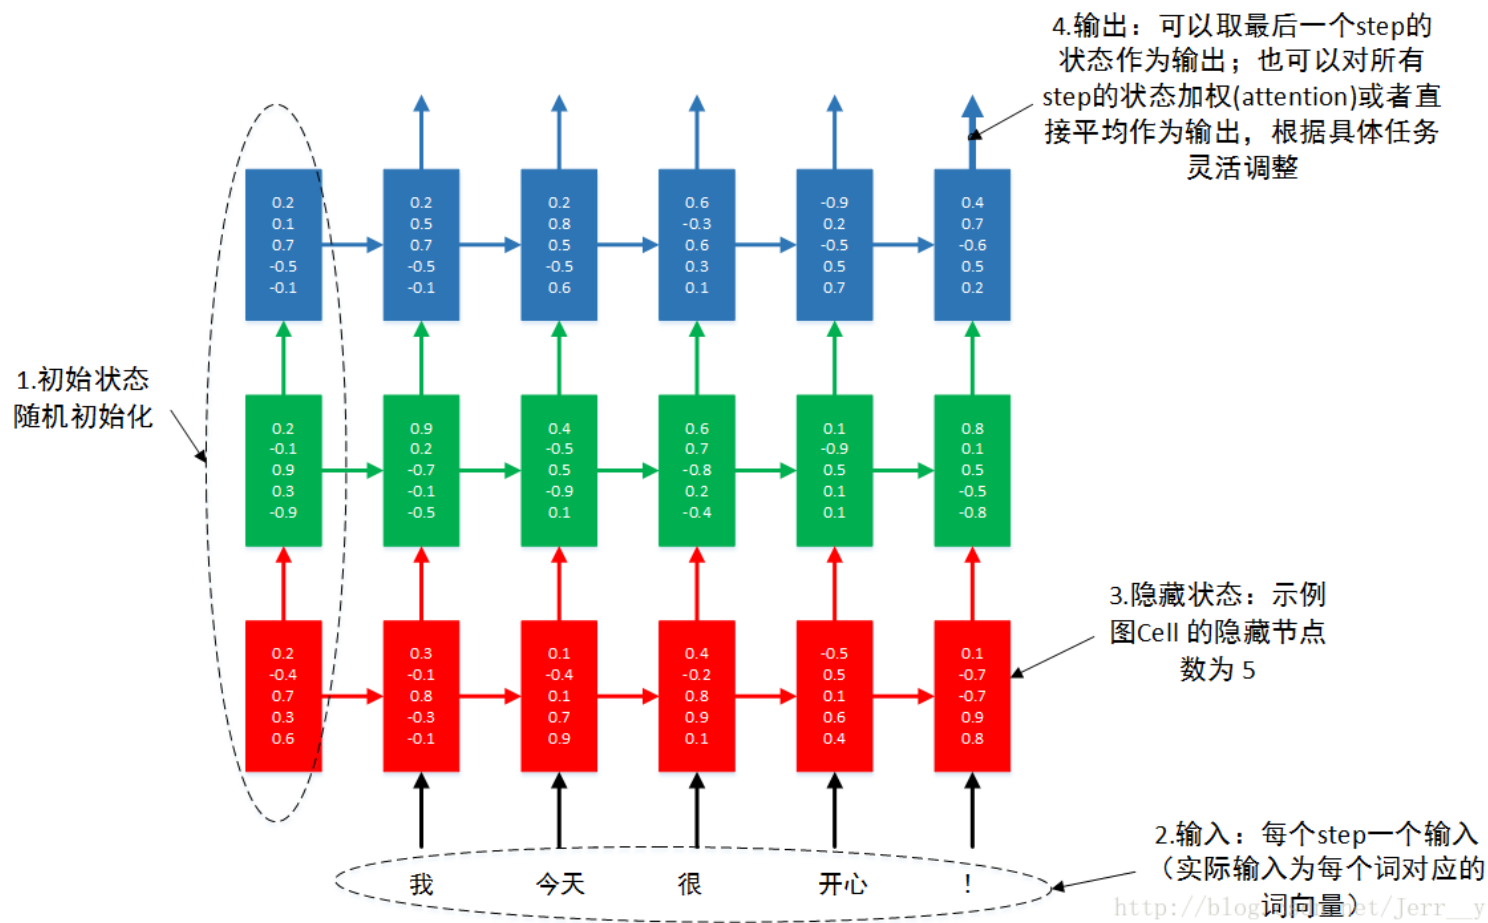 4.输出：可以取最后一个step的
状态作为输出；也可以对所有
step的状态加权(attention)或者直
接平均作为输出，根据具体任务
灵活调整
0.2 0.2 0.2 0.6 -0.9 0.4
0.1 0.5 0.8 -0.3 0.2 0.7
0.7 0.7 0.5 0.6 -0.5 -0.6
-0.5 -0.5 -0.5 0.3 0.5 0.5
-0.1 -0.1 0.6 0.1 0.7 0.2
1.初始状态
随机初始化
0.2 0.9 0.4 0.6 0.1 0.8
-0.1 0.2 -0.5 0.7 -0.9 0.1
0.9 -0.7 0.5 -0.8 0.5 0.5
0.3 -0.1 -0.9 0.2 0.1 -0.5
-0.9 -0.5 0.1 -0.4 0.1 -0.8
3.隐藏状态：示例
图Cell 的隐藏节点
数为 5
0.2 0.3 0.1 0.4 -0.5 0.1
-0.4 -0.1 -0.4 -0.2 0.5 -0.7
0.7 0.8 0.1 0.8 0.1 -0.7
0.3 -0.3 0.7 0.9 0.6 0.9
0.6 -0.1 0.9 0.1 0.4 0.8
2.输入：每个step一个输入
（实际输入为每个词对应的
词向量）
我 今天 很 开心 ！